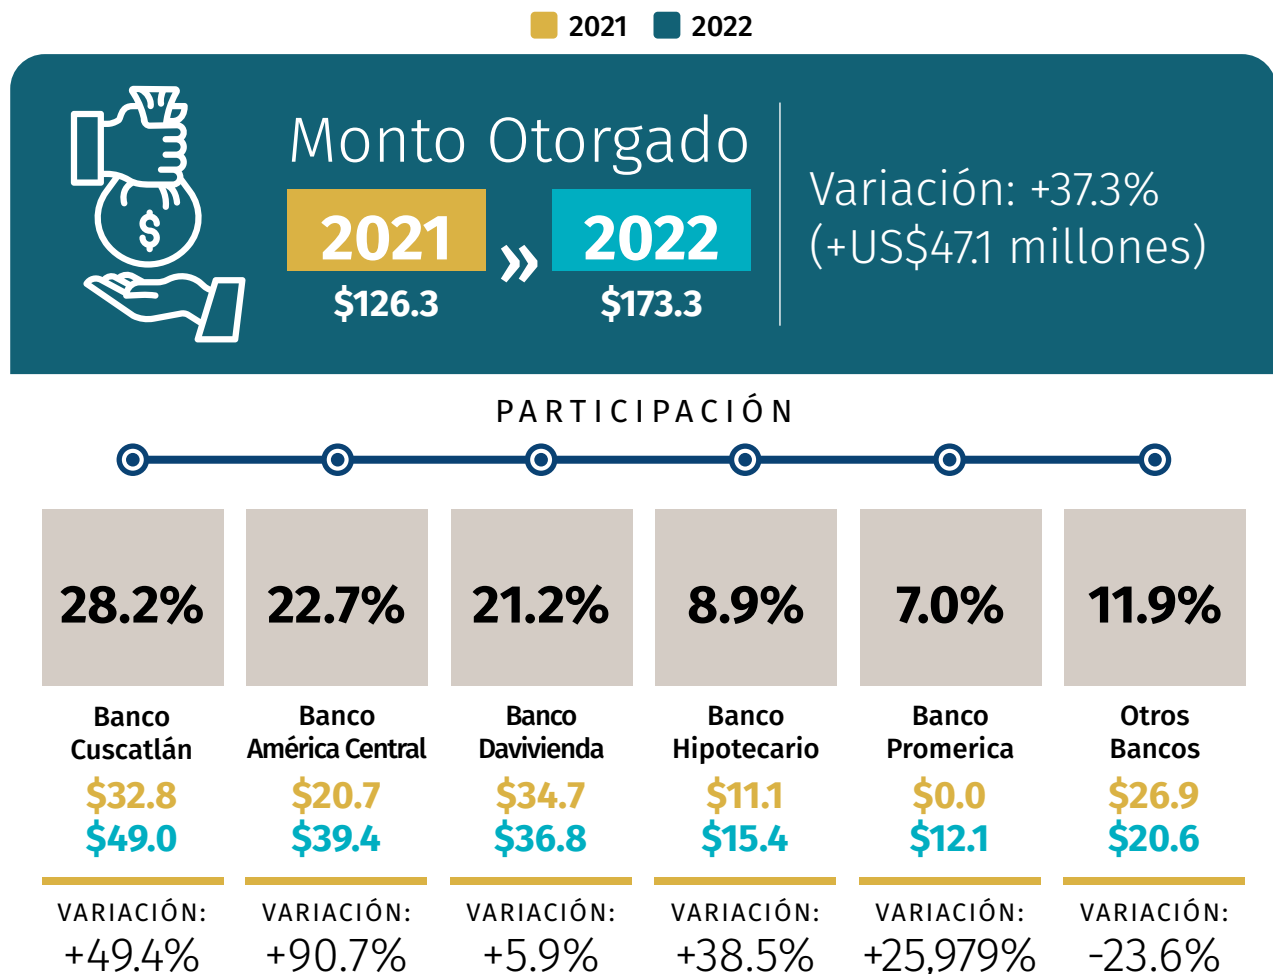 2021 2022
Monto Otorgado
2021 » 2022
$126.3 $173.3
Variación: +37.3%
(+US$47.1 millones)
PARTICIPACIÓN
28.2% 22.7% 21.2% 8.9% 7.0% 11.9%
Banco Banco Banco Banco Banco Otros
Cuscatlán América Central Davivienda Hipotecario Promerica Bancos
$32.8 $20.7 $34.7 $11.1 $0.0 $26.9
$49.0 $39.4 $36.8 $15.4 $12.1 $20.6
VARIACIÓN: VARIACIÓN: VARIACIÓN: VARIACIÓN: VARIACIÓN: VARIACIÓN:
+49.4% +90.7% +5.9% +38.5% +25,979% -23.6%